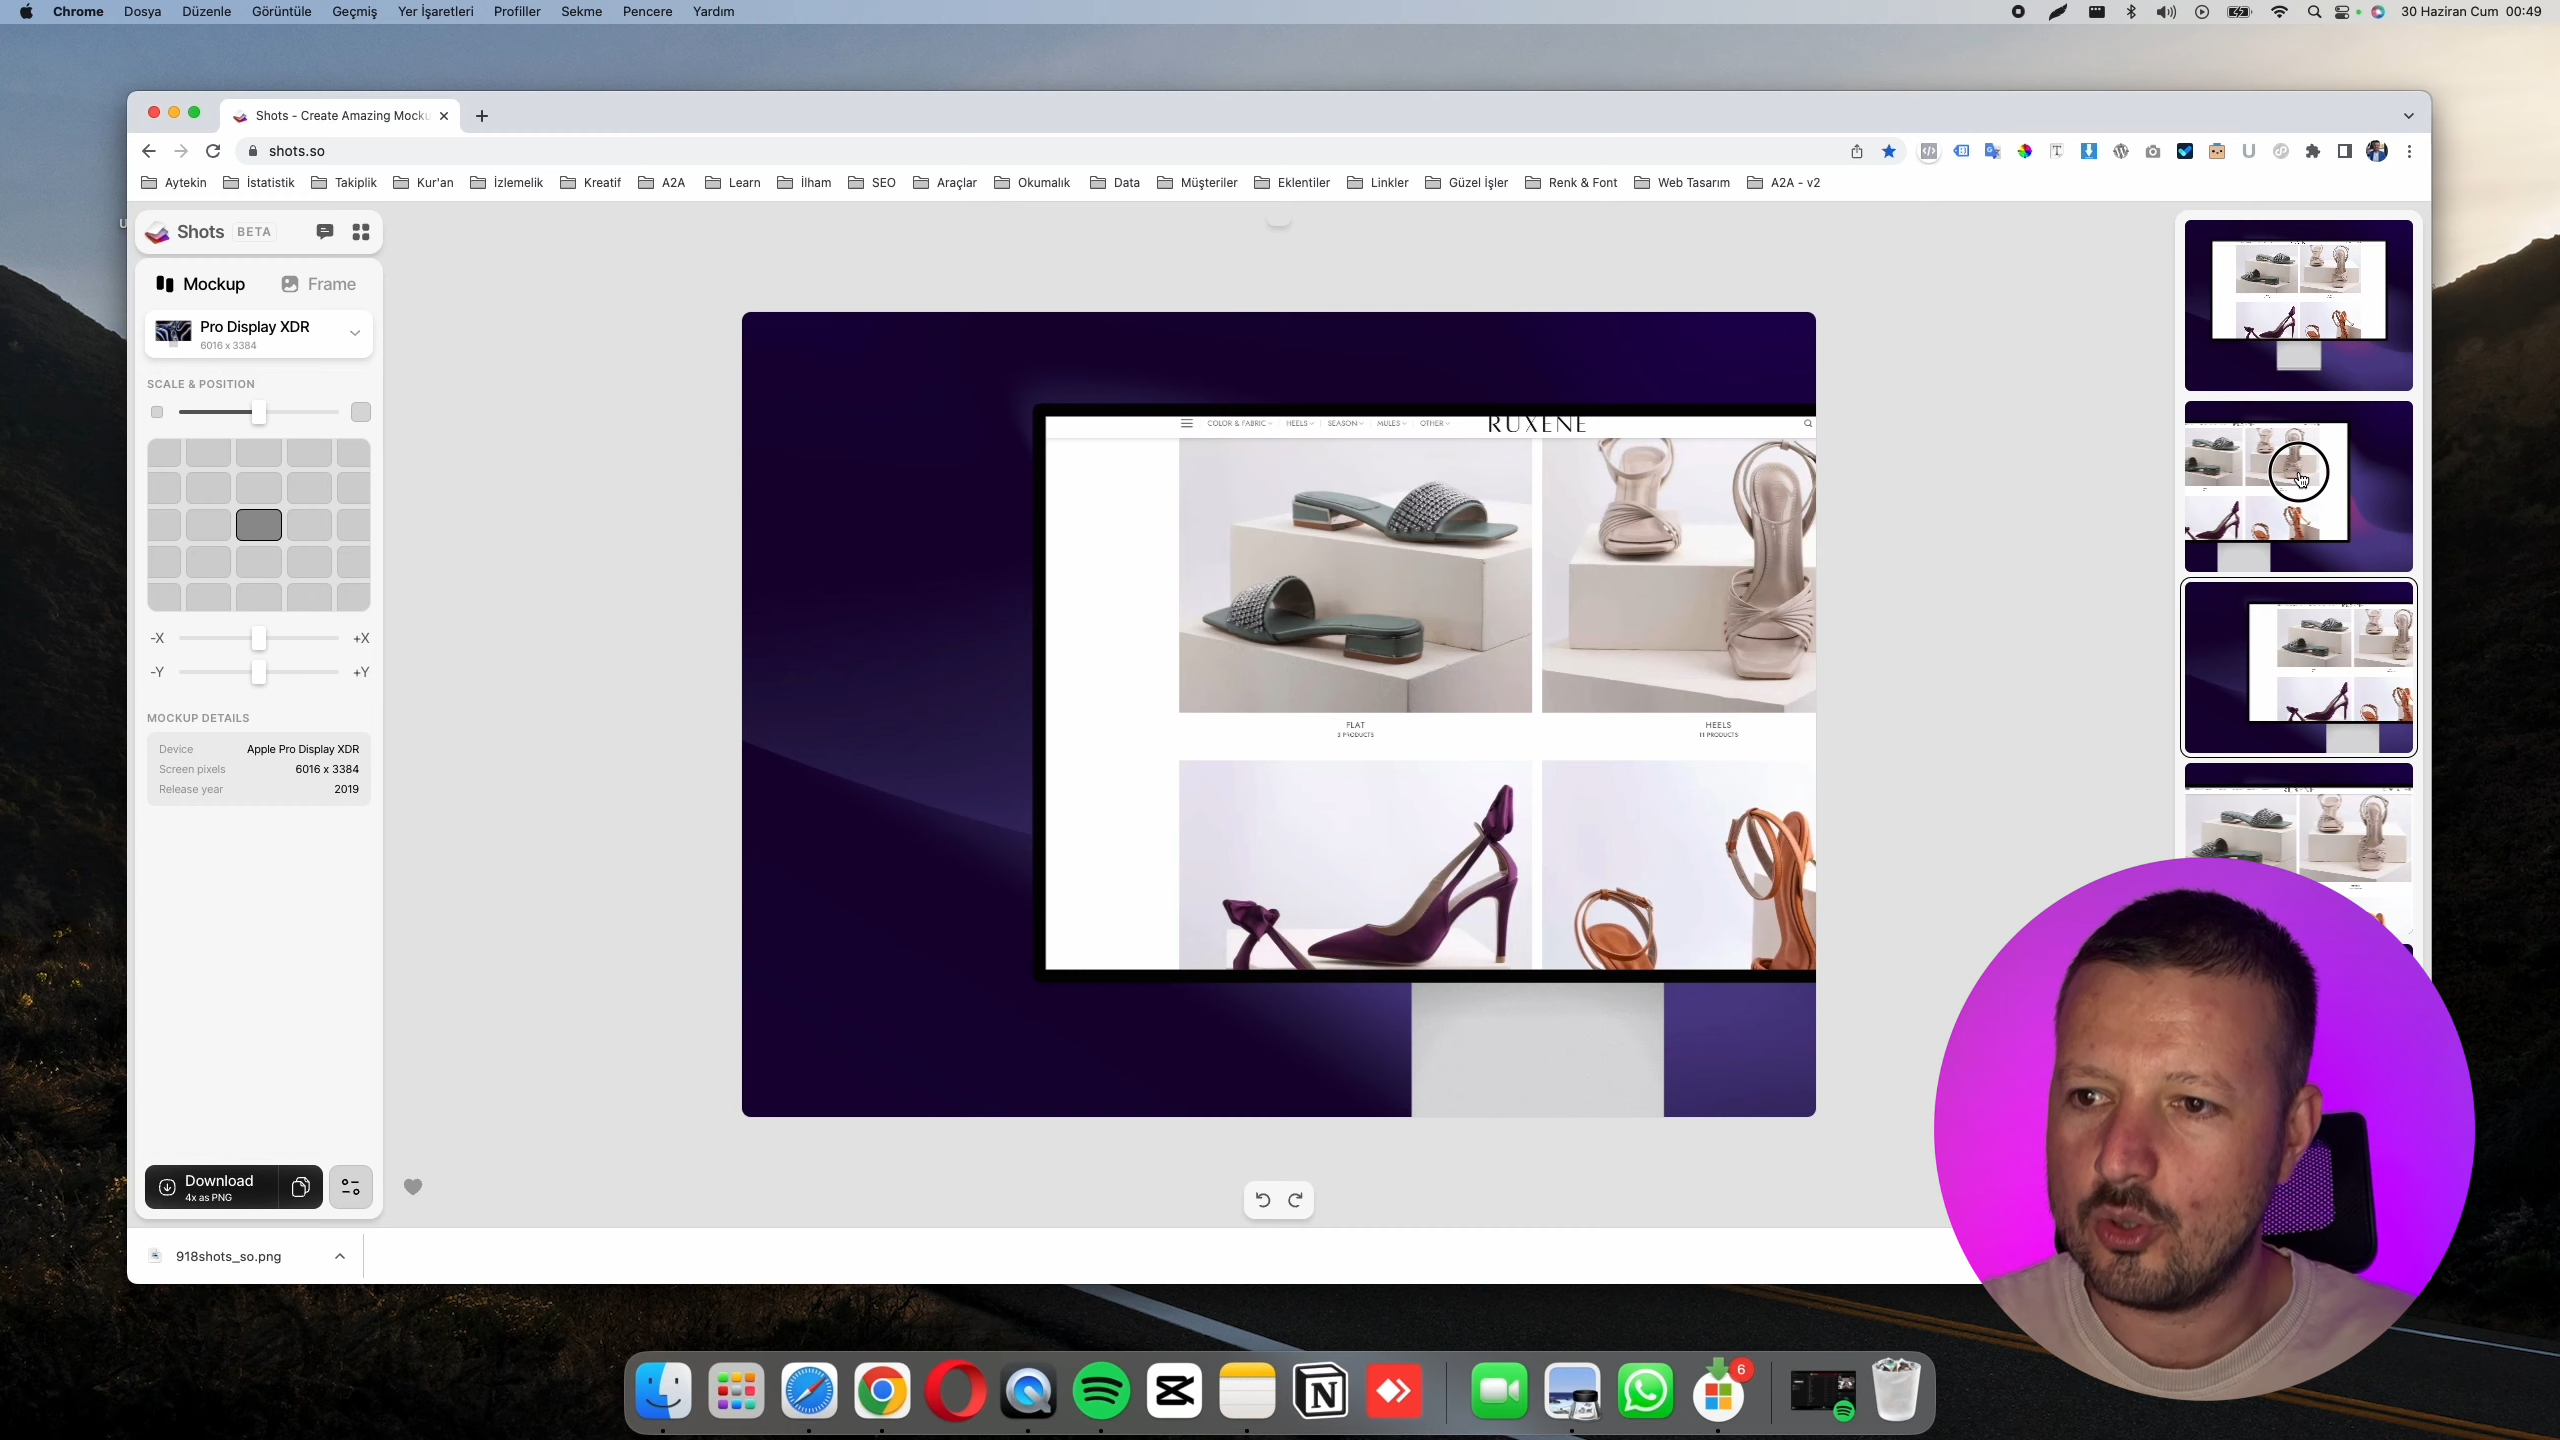 Chrome Dosya Düzenle Görüntüle Geçmiş Yer İşaretleri Profiller Sekme Pencere Yardım
30 Haziran Cum 00:49
Shots - Create Amazing Mocku
shots.so
Aytekin İstatistik Takiplik Kur'an İzlemelik Kreatif A2A Learn İlham SEO Araçlar Okumalık Data Müşteriler Eklentiler Linkler Güzel İşler Renk & Font Web Tasarım A2A - v2
Shots BETA
Mockup Frame
Pro Display XDR
6016 x 3384
SCALE & POSITION
-X +X
-Y +Y
MOCKUP DETAILS
Device Apple Pro Display XDR
Screen pixels 6016 x 3384
Release year 2019
COLOR & FABRIC HEELS SEASON MULES OTHER RUXENE
FLAT
3 PRODUCTS
HEELS
11 PRODUCTS
Download
4x as PNG
918shots_so.png
6